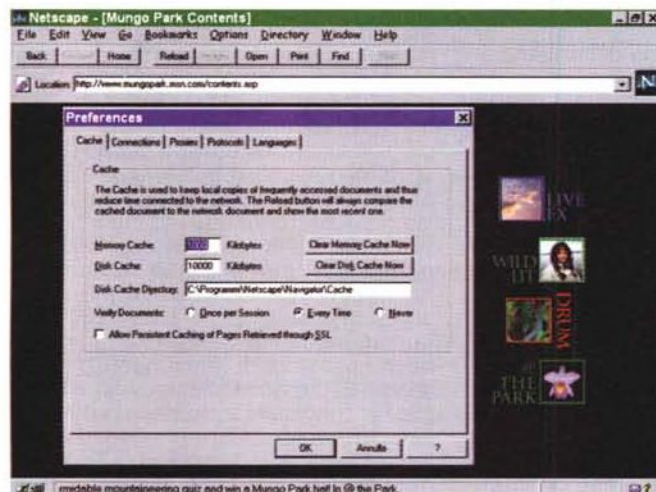 Netscape - [Mungo Park Contents]
File Edit View Go Bookmarks Options Directory Window Help
Back Home Reload Open Print Find
Location: http://www.mungopark.msn.com/contents.asp
N
Preferences
Cache Connections Proxies Protocols Languages
Cache
The Cache is used to keep local copies of frequently accessed documents and thus
reduce time connected to the network. The Reload button will always compare the
cached document to the network document and show the most recent one.
Memory Cache: Kilobytes Clear Memory Cache Now
Disk Cache: 10000 Kilobytes Clear Disk Cache Now
Disk Cache Directory: C:\Programmi\Netscape\Navigator\Cache
Verify Documents: Once per Session Every Time Never
Allow Persistent Caching of Pages Retrieved through SSL
OK Annulla ?
LIVE
EX
WILD
LIT
DRUM
@
THE
PARK
rmidable mountaineering quiz and win a Mungo Park hat! In @ the Park